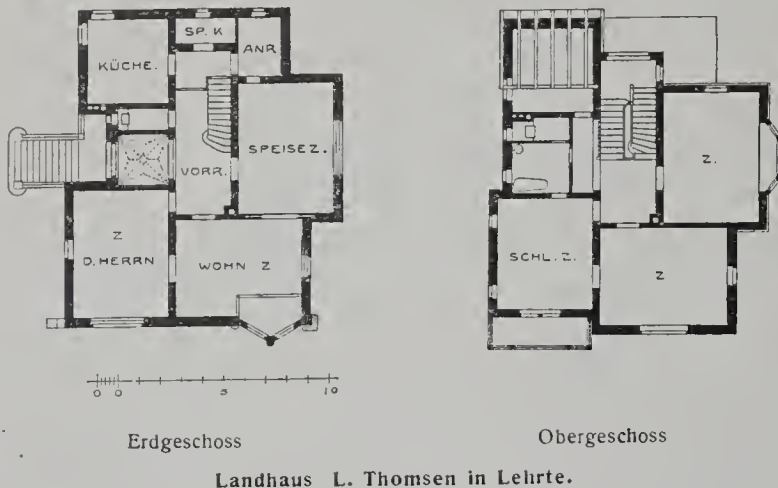 SP. K
KÜCHE.
ANR
SPEISEZ.
VORR.
Z
D. HERRN
WOHN Z
Z.
SCHL. Z.
Z
0 0 5 10
Erdgeschoss
Obergeschoss
Landhaus L. Thomsen in Lehrte.